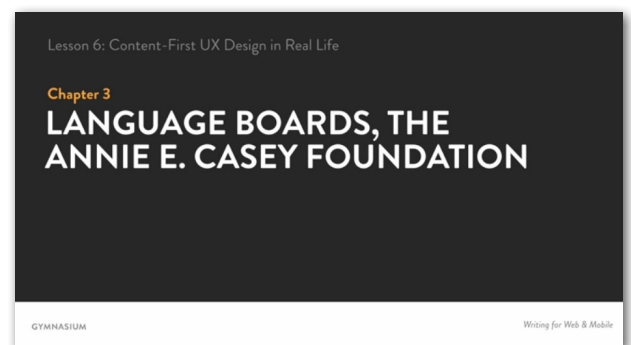 Lesson 6: Content-First UX Design in Real Life
Chapter 3
LANGUAGE BOARDS, THE
ANNIE E. CASEY FOUNDATION
GYMNASIUM
Writing for Web & Mobile